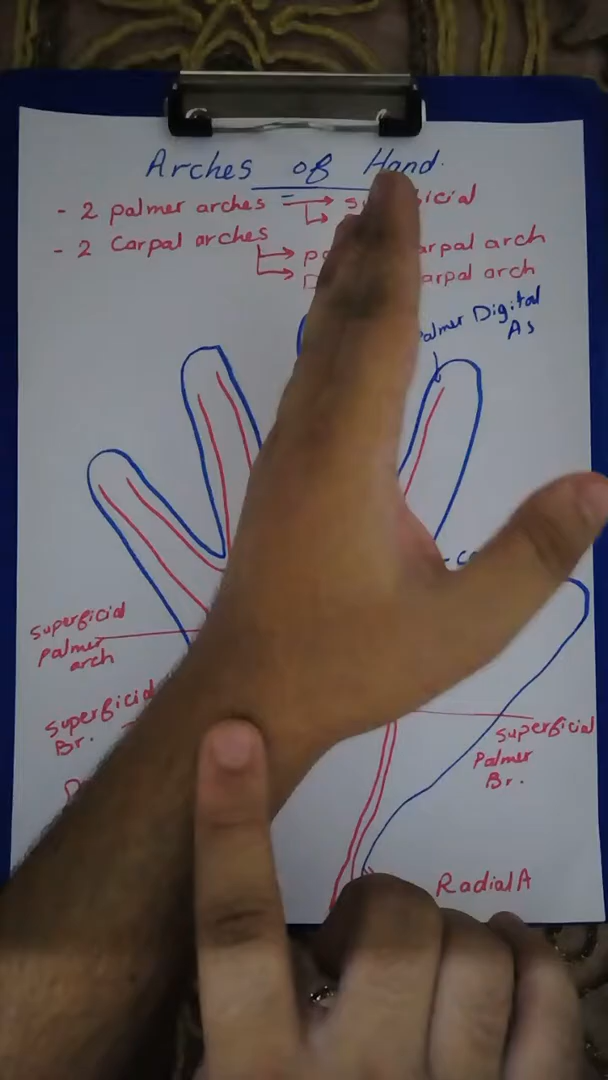 Arches of Hand.
- 2 palmer arches
- 2 Carpal arches
arpal arch
arpal arch
Digital
As
superficial
palmer
arch
superficial
Br.
superficial
Palmer
Br.
Radial A